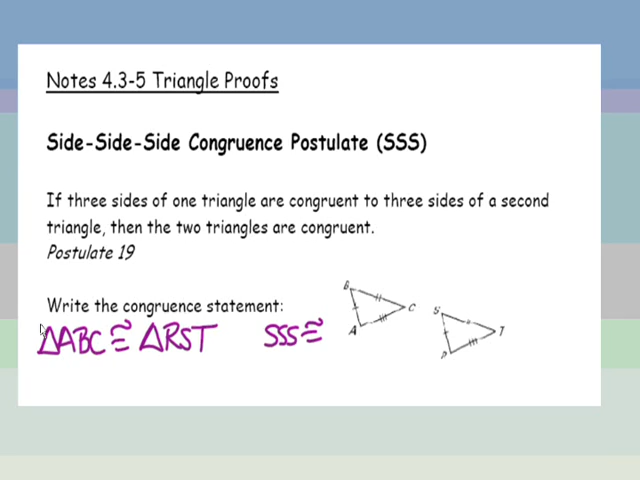 Notes 4.3-5 Triangle Proofs
Side-Side-Side Congruence Postulate (SSS)
If three sides of one triangle are congruent to three sides of a second
triangle, then the two triangles are congruent.
Postulate 19
Write the congruence statement:
△ABC ≅ △RST SSS ≅
B
C
A
S
T